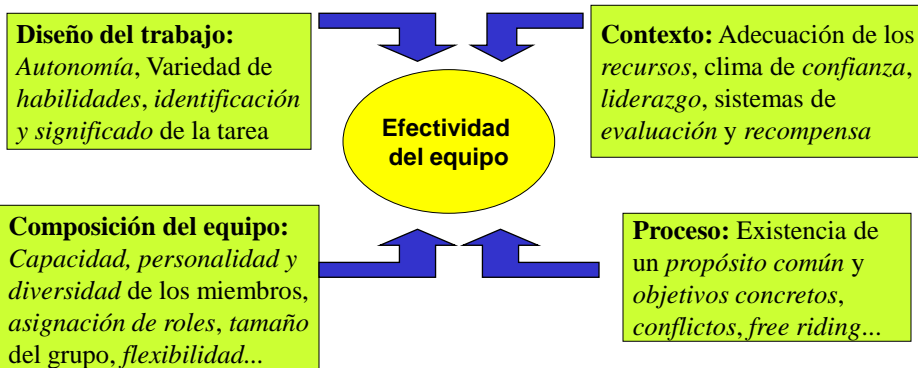 Diseño del trabajo:
Autonomía, Variedad de
habilidades, identificación
y significado de la tarea
Contexto: Adecuación de los
recursos, clima de confianza,
liderazgo, sistemas de
evaluación y recompensa
Efectividad
del equipo
Composición del equipo:
Capacidad, personalidad y
diversidad de los miembros,
asignación de roles, tamaño
del grupo, flexibilidad...
Proceso: Existencia de
un propósito común y
objetivos concretos,
conflictos, free riding...